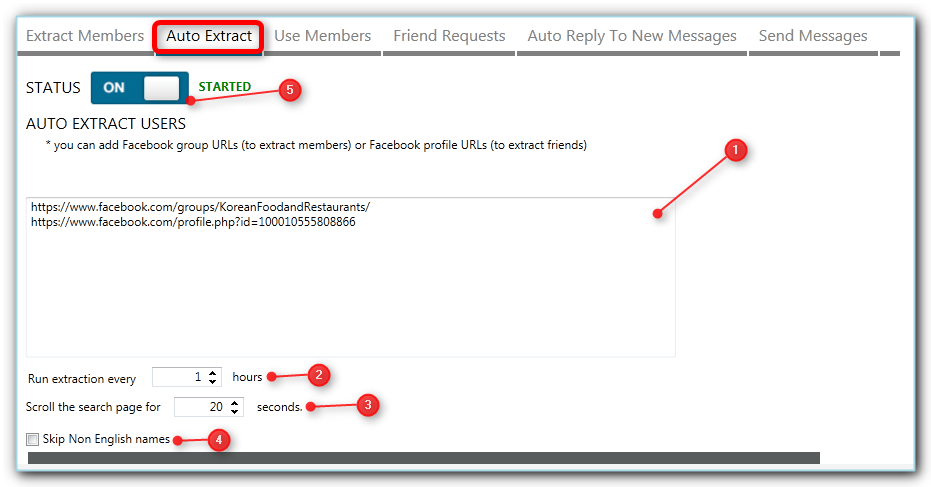 Extract Members Auto Extract Use Members Friend Requests Auto Reply To New Messages Send Messages
STATUS ON STARTED
5
AUTO EXTRACT USERS
* you can add Facebook group URLs (to extract members) or Facebook profile URLs (to extract friends)
1
https://www.facebook.com/groups/KoreanFoodandRestaurants/
https://www.facebook.com/profile.php?id=100010555808866
Run extraction every 1 hours 2
Scroll the search page for 20 seconds. 3
Skip Non English names 4